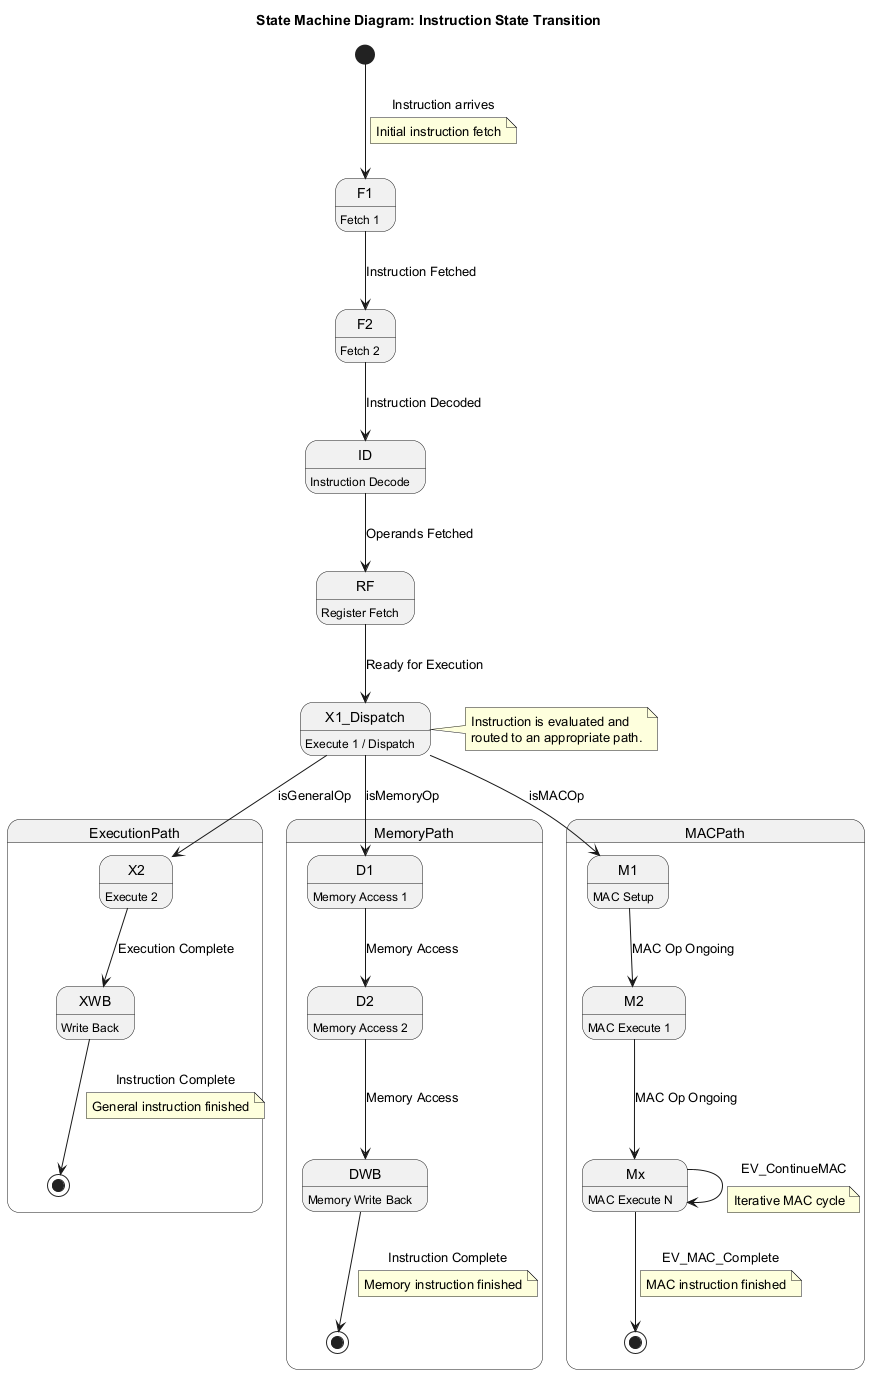 State Machine Diagram: Instruction State Transition
Instruction arrives
Initial instruction fetch
F1
Fetch 1
Instruction Fetched
F2
Fetch 2
Instruction Decoded
ID
Instruction Decode
Operands Fetched
RF
Register Fetch
Ready for Execution
X1_Dispatch
Execute 1 / Dispatch
Instruction is evaluated and
routed to an appropriate path.
isGeneralOp
isMemoryOp
isMACOp
ExecutionPath
X2
Execute 2
Execution Complete
XWB
Write Back
Instruction Complete
General instruction finished
MemoryPath
D1
Memory Access 1
Memory Access
D2
Memory Access 2
Memory Access
DWB
Memory Write Back
Instruction Complete
Memory instruction finished
MACPath
M1
MAC Setup
MAC Op Ongoing
M2
MAC Execute 1
MAC Op Ongoing
Mx
MAC Execute N
EV_ContinueMAC
Iterative MAC cycle
EV_MAC_Complete
MAC instruction finished